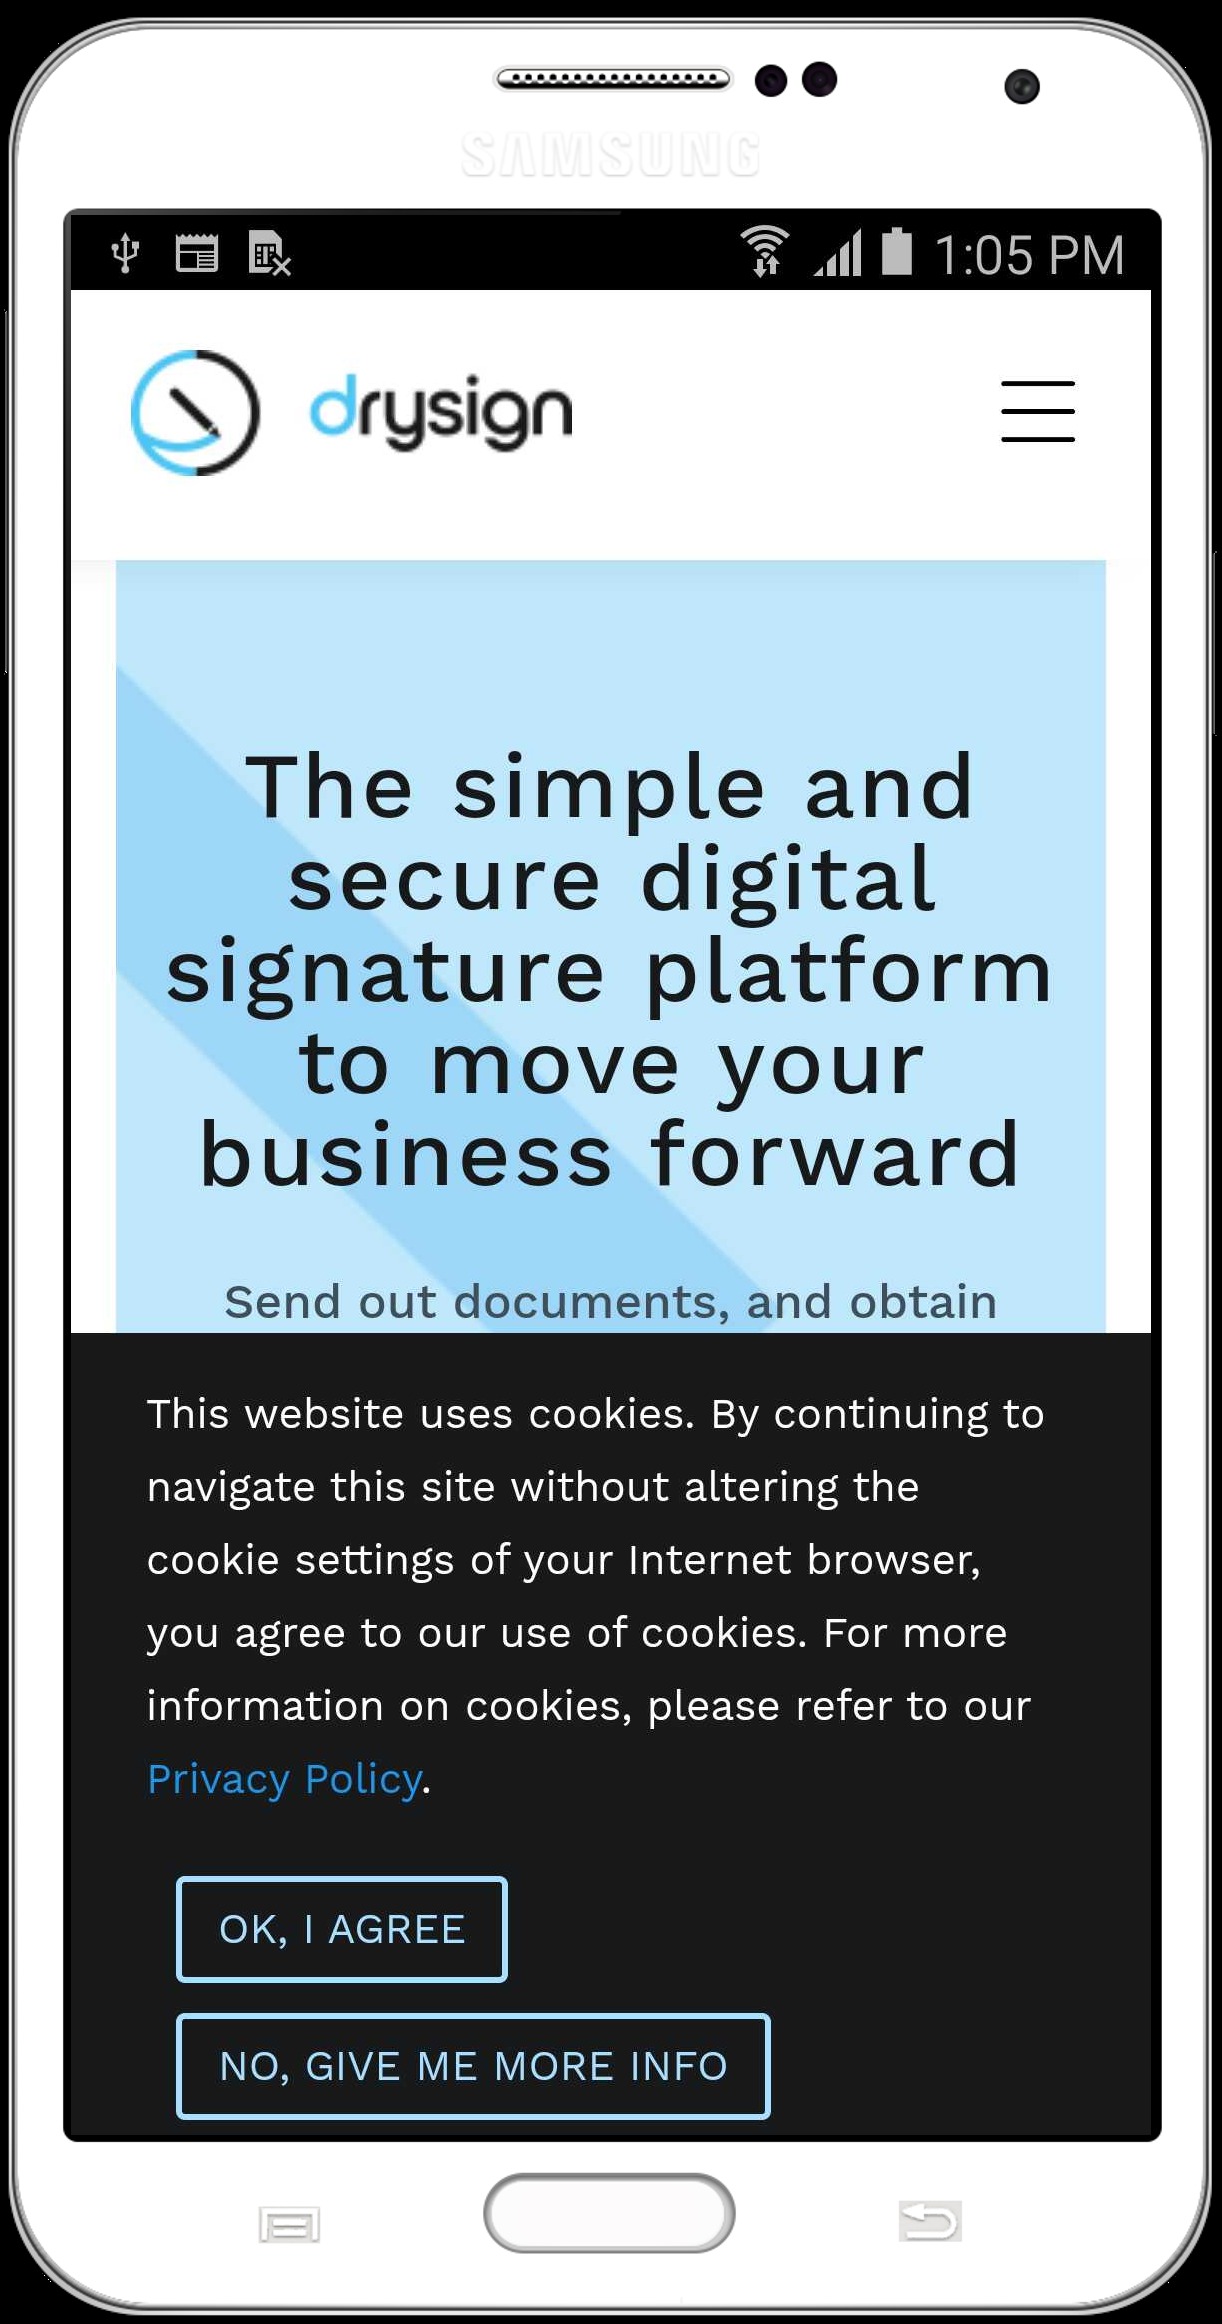 SAMSUNG
1:05 PM
drysign
The simple and
secure digital
signature platform
to move your
business forward
Send out documents, and obtain
This website uses cookies. By continuing to
navigate this site without altering the
cookie settings of your Internet browser,
you agree to our use of cookies. For more
information on cookies, please refer to our
Privacy Policy.
OK, I AGREE
NO, GIVE ME MORE INFO